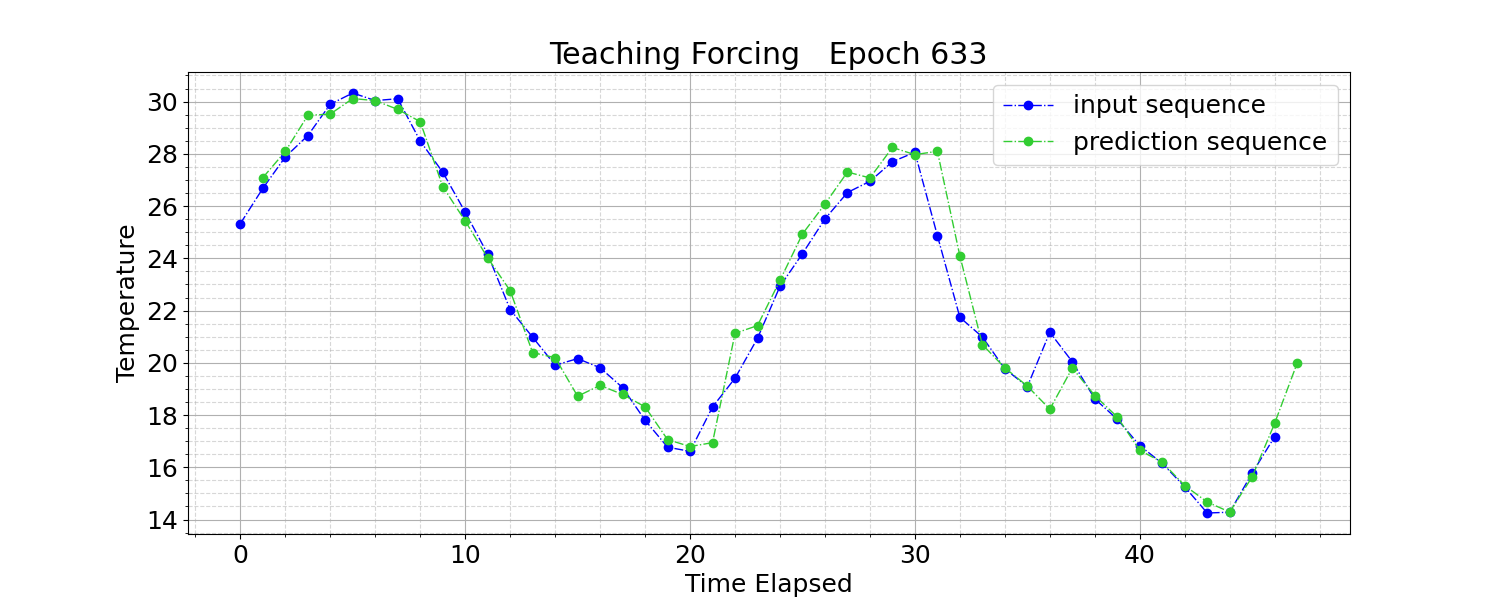 Teaching Forcing   Epoch 633
input sequence
prediction sequence
Temperature
30
28
26
24
22
20
18
16
14
0 10 20 30 40
Time Elapsed